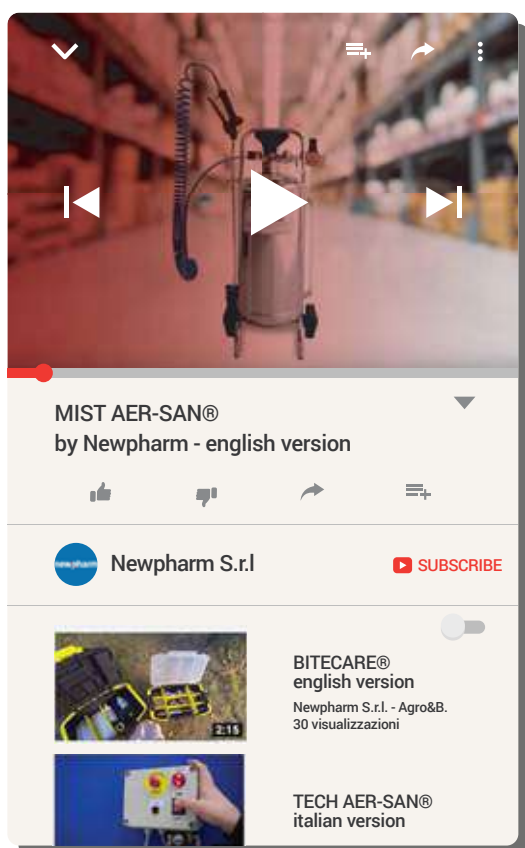 MIST AER-SAN®
by Newpharm - english version
newpharm
Newpharm S.r.l
SUBSCRIBE
BITECARE®
english version
Newpharm S.r.l. - Agro&B.
30 visualizzazioni
2:15
TECH AER-SAN®
italian version